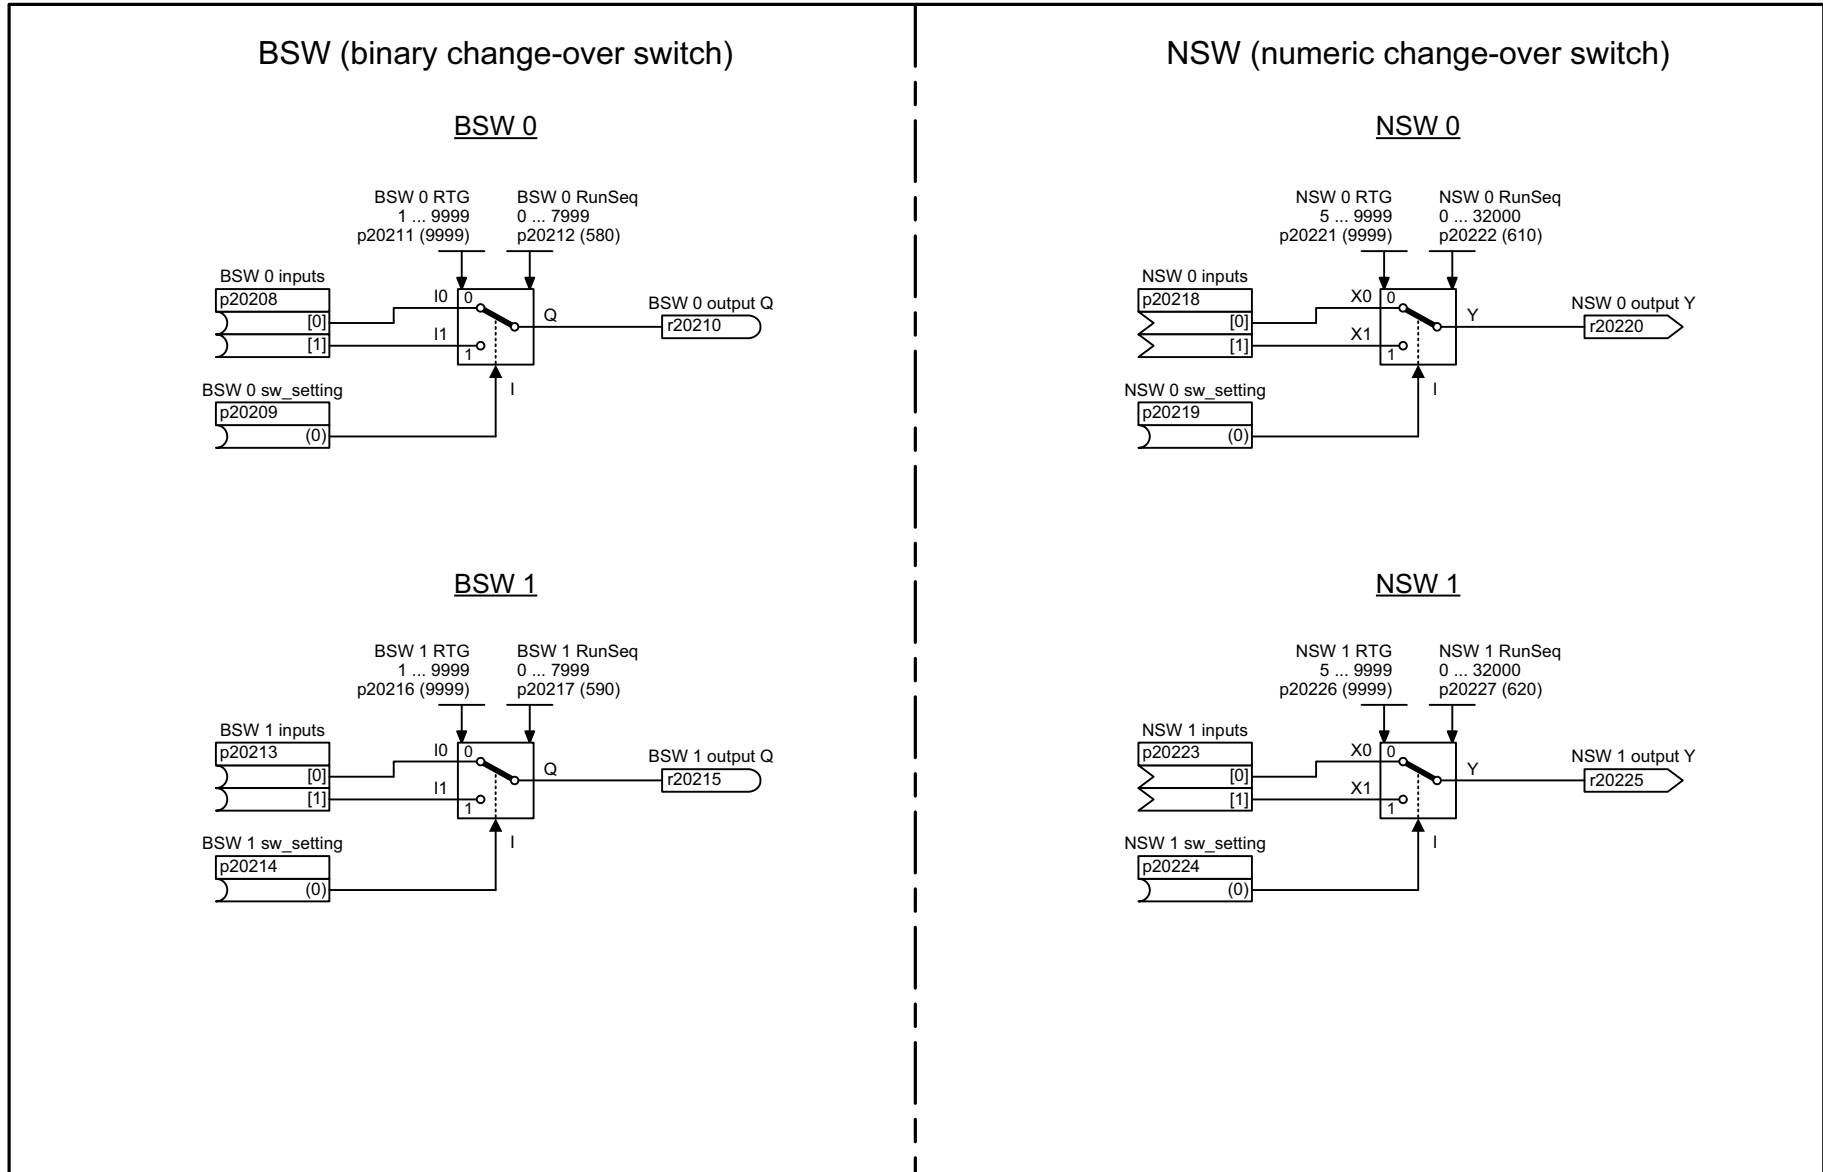 BSW (binary change-over switch)
BSW 0
BSW 0 RTG
1 ... 9999
p20211 (9999)
BSW 0 RunSeq
0 ... 7999
p20212 (580)
BSW 0 inputs
p20208
[0]
[1]
I0
I1
0
1
Q
I
BSW 0 output Q
r20210
BSW 0 sw_setting
p20209
(0)
BSW 1
BSW 1 RTG
1 ... 9999
p20216 (9999)
BSW 1 RunSeq
0 ... 7999
p20217 (590)
BSW 1 inputs
p20213
[0]
[1]
I0
I1
0
1
Q
I
BSW 1 output Q
r20215
BSW 1 sw_setting
p20214
(0)
NSW (numeric change-over switch)
NSW 0
NSW 0 RTG
5 ... 9999
p20221 (9999)
NSW 0 RunSeq
0 ... 32000
p20222 (610)
NSW 0 inputs
p20218
[0]
[1]
X0
X1
0
1
Y
I
NSW 0 output Y
r20220
NSW 0 sw_setting
p20219
(0)
NSW 1
NSW 1 RTG
5 ... 9999
p20226 (9999)
NSW 1 RunSeq
0 ... 32000
p20227 (620)
NSW 1 inputs
p20223
[0]
[1]
X0
X1
0
1
Y
I
NSW 1 output Y
r20225
NSW 1 sw_setting
p20224
(0)